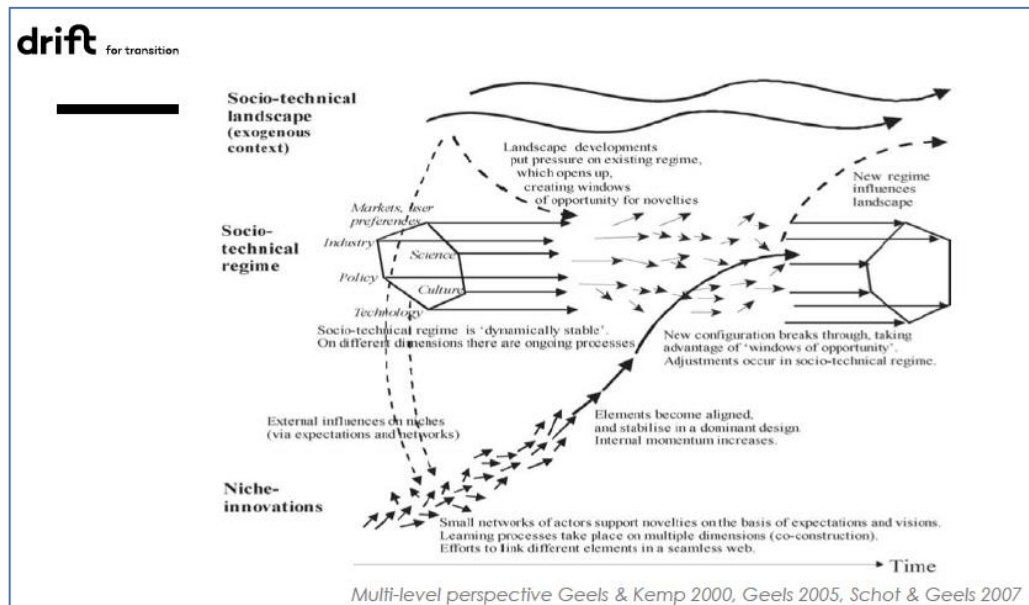 drift for transition
Socio-technical
landscape
(exogenous
context)
Landscape developments
put pressure on existing regime,
which opens up,
creating windows
of opportunity for novelties
New regime
influences
landscape
Socio-
technical
regime
Markets, user
preferences
Industry
Science
Policy
Culture
Technology
Socio-technical regime is ‘dynamically stable’.
On different dimensions there are ongoing processes
New configuration breaks through, taking
advantage of ‘windows of opportunity’.
Adjustments occur in socio-technical regime.
External influences on niches
(via expectations and networks)
Elements become aligned,
and stabilise in a dominant design.
Internal momentum increases.
Niche-
innovations
Small networks of actors support novelties on the basis of expectations and visions.
Learning processes take place on multiple dimensions (co-construction).
Efforts to link different elements in a seamless web.
Time
Multi-level perspective Geels & Kemp 2000, Geels 2005, Schot & Geels 2007